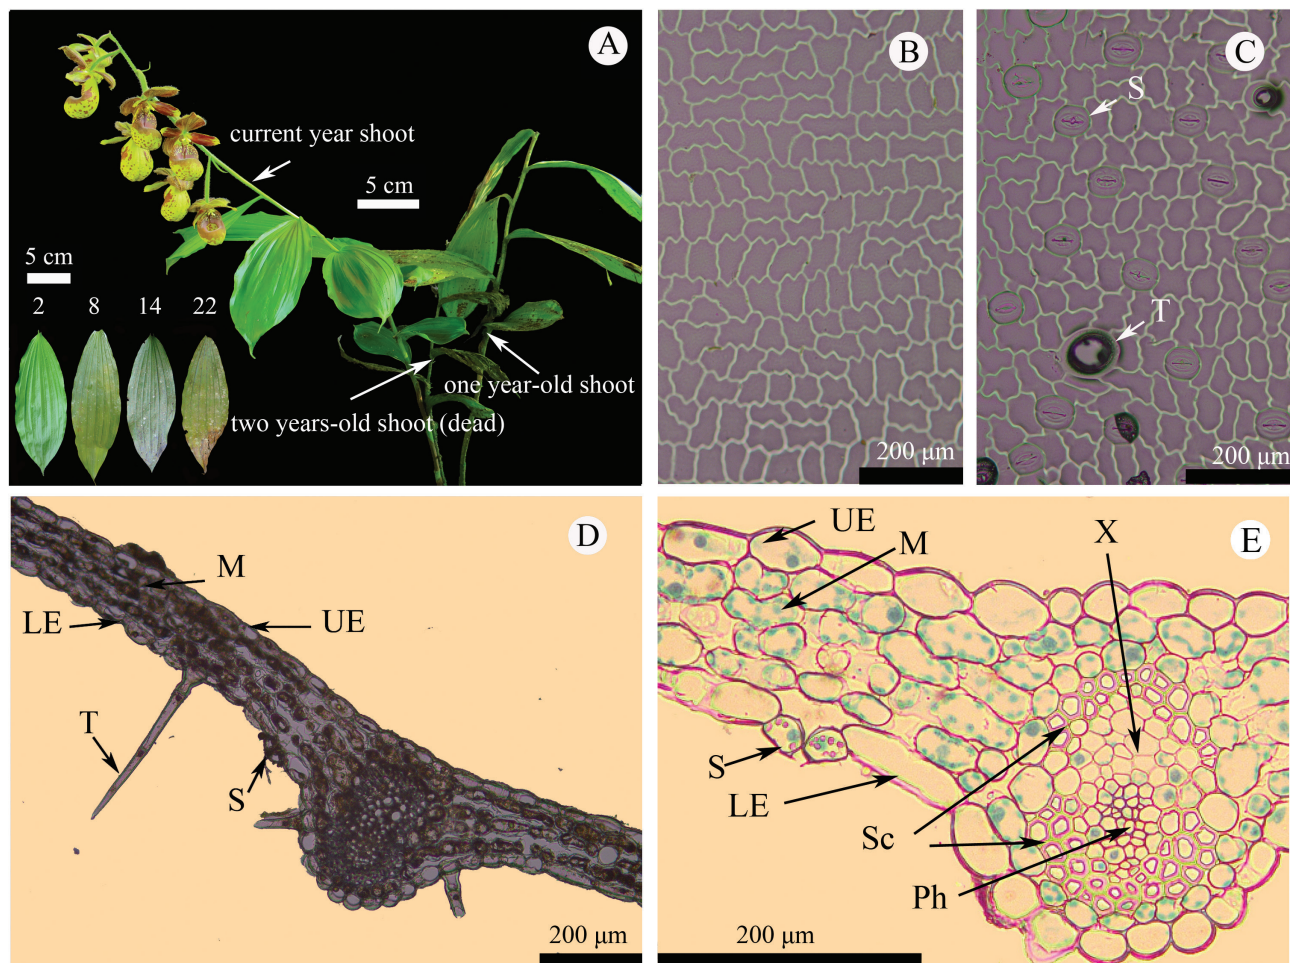 A
current year shoot
5 cm
5 cm
2 8 14 22
one year-old shoot
two years-old shoot (dead)
B
200 μm
C
S
T
200 μm
D
M
LE
UE
T
S
200 μm
E
UE
M
X
S
LE
Sc
Ph
200 μm